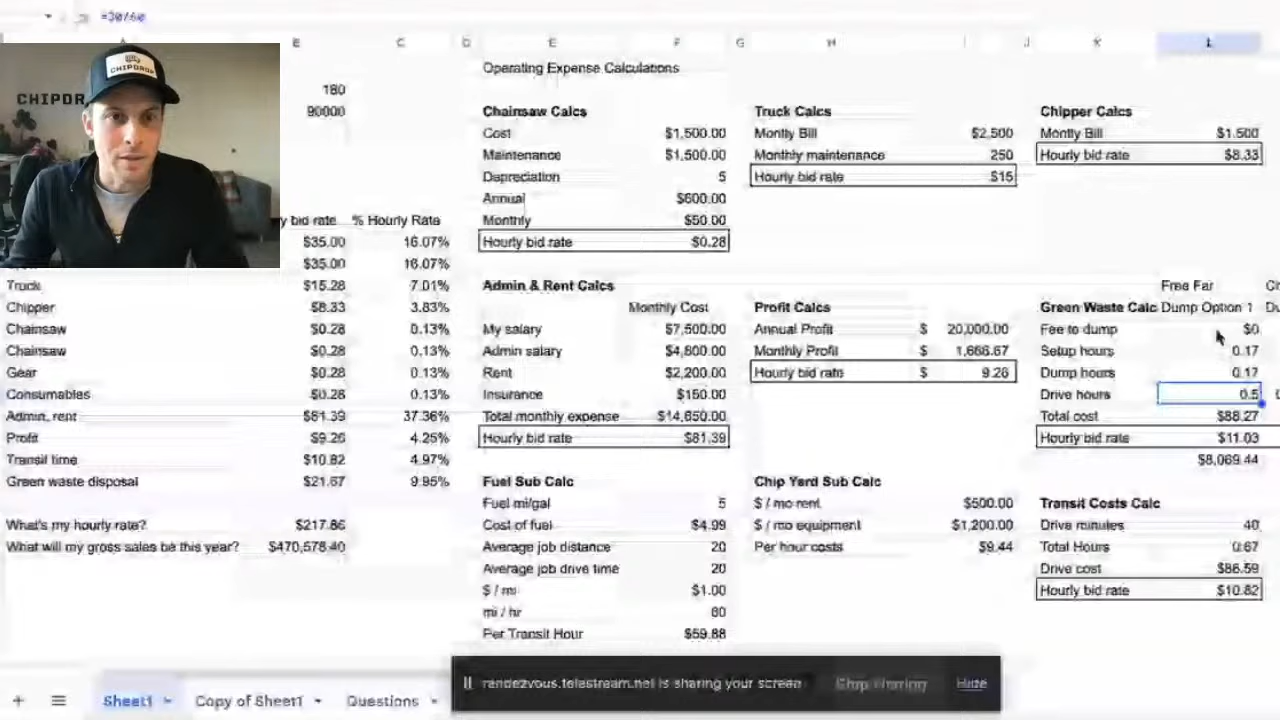 =30/60
E C D E F G H I J K L
CHIPDROP
CHIPDR
180
90000
Operating Expense Calculations
Chainsaw Calcs Truck Calcs Chipper Calcs
Cost $1,500.00 Montly Bill $2,500 Montly Bill $1,500
Maintenance $1,500.00 Monthly maintenance 250 Hourly bid rate $8.33
Depreciation 5 Hourly bid rate $15
Annual $600.00
y bid rate % Hourly Rate Monthly $50.00
$35.00 16.07% Hourly bid rate $0.28
$35.00 16.07%
Truck $15.28 7.01% Admin & Rent Calcs Free Far
Chipper $8.33 3.83% Monthly Cost Profit Calcs Green Waste Calc Dump Option 1
Chainsaw $0.28 0.13% My salary $7,500.00 Annual Profit $ 20,000.00 Fee to dump $0
Chainsaw $0.28 0.13% Admin salary $4,800.00 Monthly Profit $ 1,666.67 Setup hours 0.17
Gear $0.28 0.13% Rent $2,200.00 Hourly bid rate $ 9.26 Dump hours 0.17
Consumables $0.28 0.13% Insurance $150.00 Drive hours 0.5
Admin, rent $81.39 37.36% Total monthly expense $14,650.00 Total cost $88.27
Profit $9.26 4.25% Hourly bid rate $81.39 Hourly bid rate $11.03
Transit time $10.82 4.97% $8,069.44
Green waste disposal $21.67 9.95% Fuel Sub Calc Chip Yard Sub Calc
Fuel mi/gal 5 $ / mo rent $500.00 Transit Costs Calc
What's my hourly rate? $217.86 Cost of fuel $4.99 $ / mo equipment $1,200.00 Drive minutes 40
What will my gross sales be this year? $470,578.40 Average job distance 20 Per hour costs $9.44 Total Hours 0.67
Average job drive time 20 Drive cost $86.59
$ / mi $1.00 Hourly bid rate $10.82
mi / hr 60
Per Transit Hour $59.88
rendezvous.telestream.net is sharing your screen Stop sharing Hide
Sheet1 Copy of Sheet1 Questions